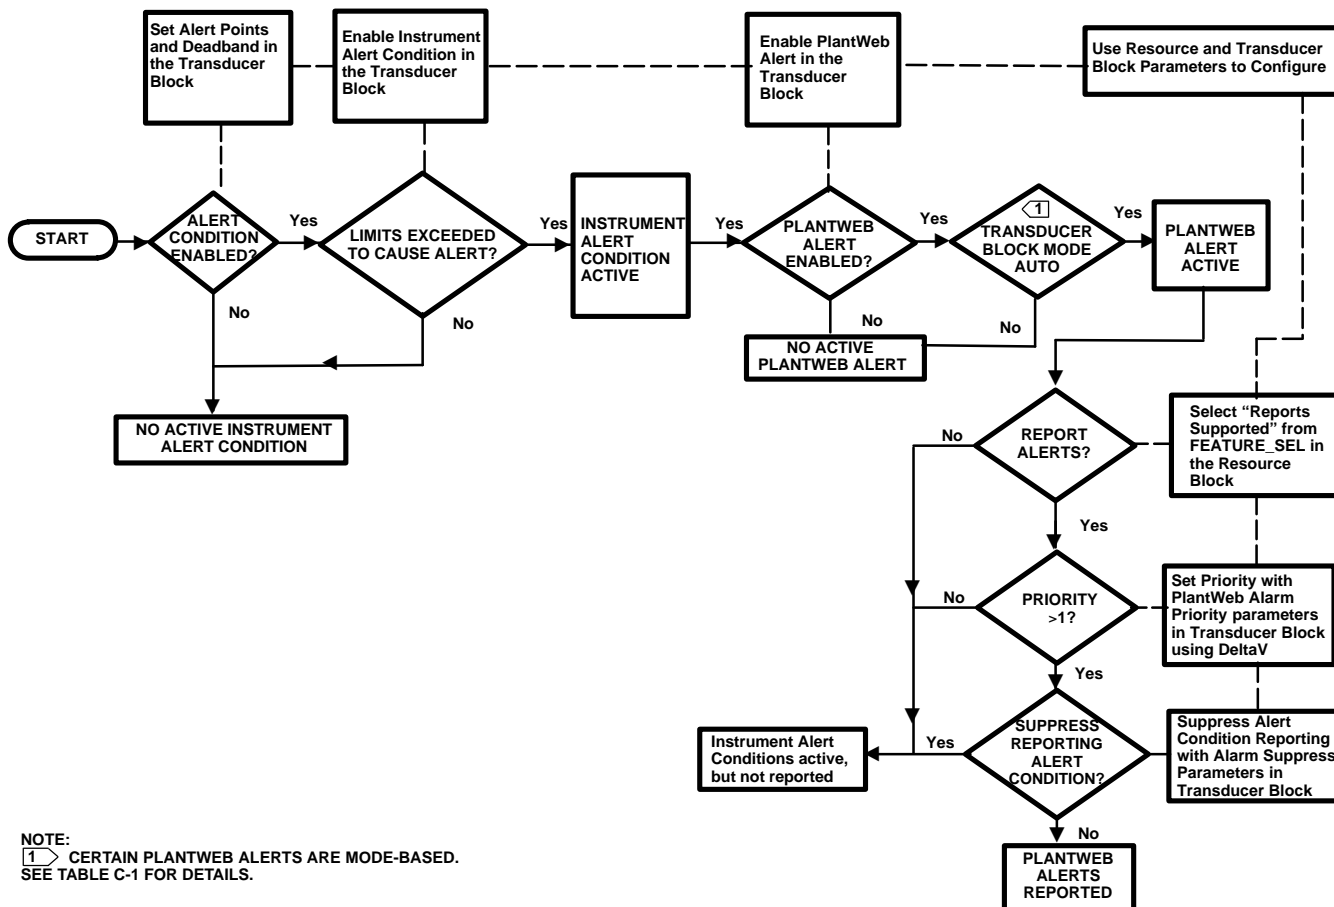 Set Alert Points
and Deadband in
the Transducer
Block
Enable Instrument
Alert Condition in
the Transducer
Block
Enable PlantWeb
Alert in the
Transducer
Block
Use Resource and Transducer
Block Parameters to Configure
START
ALERT
CONDITION
ENABLED?
Yes
LIMITS EXCEEDED
TO CAUSE ALERT?
Yes
INSTRUMENT
ALERT
CONDITION
ACTIVE
Yes
PLANTWEB
ALERT
ENABLED?
Yes
1
TRANSDUCER
BLOCK MODE
AUTO
Yes
PLANTWEB
ALERT
ACTIVE
No
No
No
No
NO ACTIVE
PLANTWEB ALERT
NO ACTIVE INSTRUMENT
ALERT CONDITION
No
REPORT
ALERTS?
Select “Reports
Supported” from
FEATURE_SEL in
the Resource
Block
Yes
No
PRIORITY
>1?
Set Priority with
PlantWeb Alarm
Priority parameters
in Transducer Block
using DeltaV
Yes
Instrument Alert
Conditions active,
but not reported
Yes
SUPPRESS
REPORTING
ALERT
CONDITION?
Suppress Alert
Condition Reporting
with Alarm Suppress
Parameters in
Transducer Block
No
PLANTWEB
ALERTS
REPORTED
NOTE:
1 CERTAIN PLANTWEB ALERTS ARE MODE-BASED.
SEE TABLE C-1 FOR DETAILS.